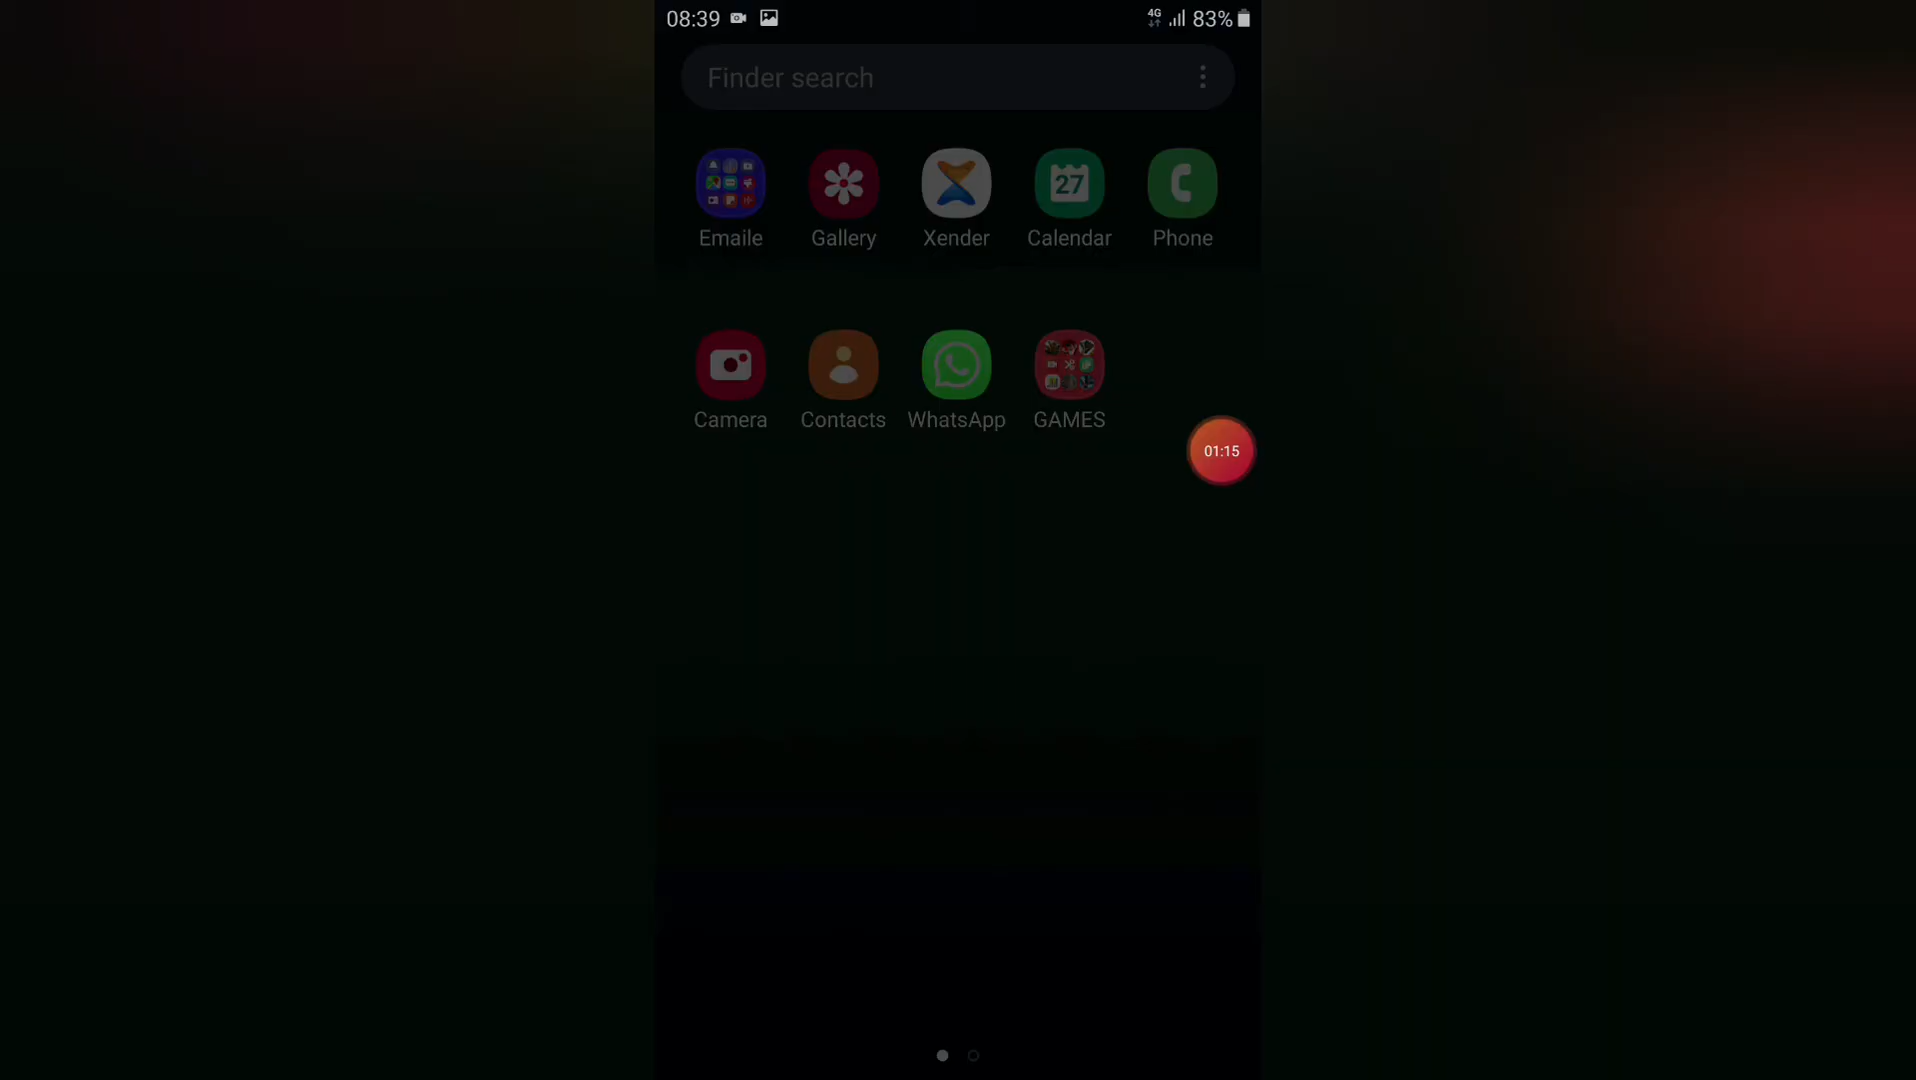 08:39 4G 83%
Finder search
27
Emaile Gallery Xender Calendar Phone
Camera Contacts WhatsApp GAMES
01:15